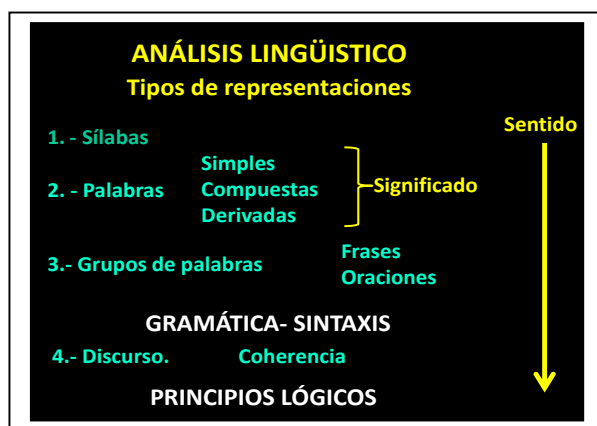 ANÁLISIS LINGÜISTICO
Tipos de representaciones
Sentido
1. - Sílabas
Simples
2. - Palabras Compuestas Significado
Derivadas
3.- Grupos de palabras Frases
Oraciones
GRAMÁTICA- SINTAXIS
4.- Discurso. Coherencia
PRINCIPIOS LÓGICOS